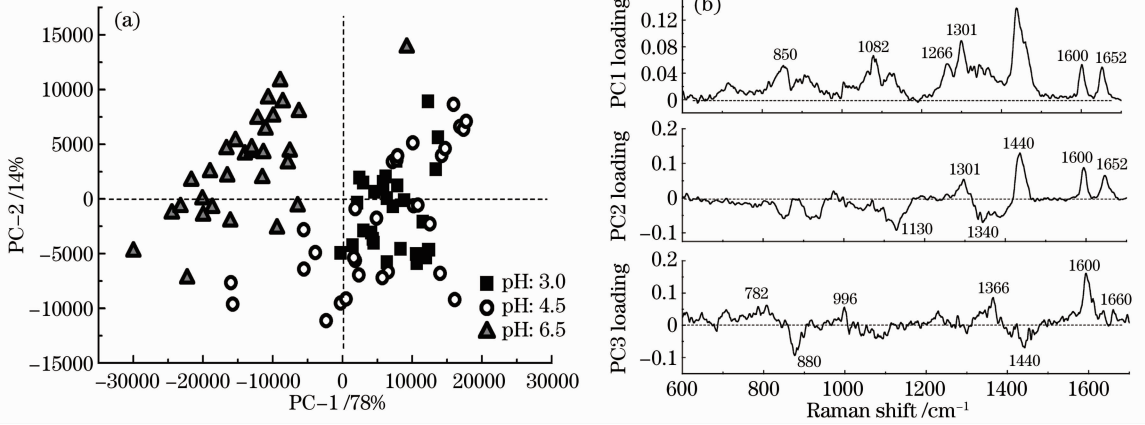 (a)
15000
10000
5000
0
−5000
−10000
−15000
PC−2 /14%
pH: 3.0
pH: 4.5
pH: 6.5
−30000 −20000 −10000 0 10000 20000 30000
PC−1 /78%
(b)
PC1 loading
0.12
0.08
0.04
0
850
1082
1266
1301
1600
1652
PC2 loading
0.2
0.1
0
−0.1
1130
1301
1340
1440
1600
1652
PC3 loading
0.2
0.1
0
−0.1
782
880
996
1366
1440
1600
1660
600 800 1000 1200 1400 1600
Raman shift /cm⁻¹